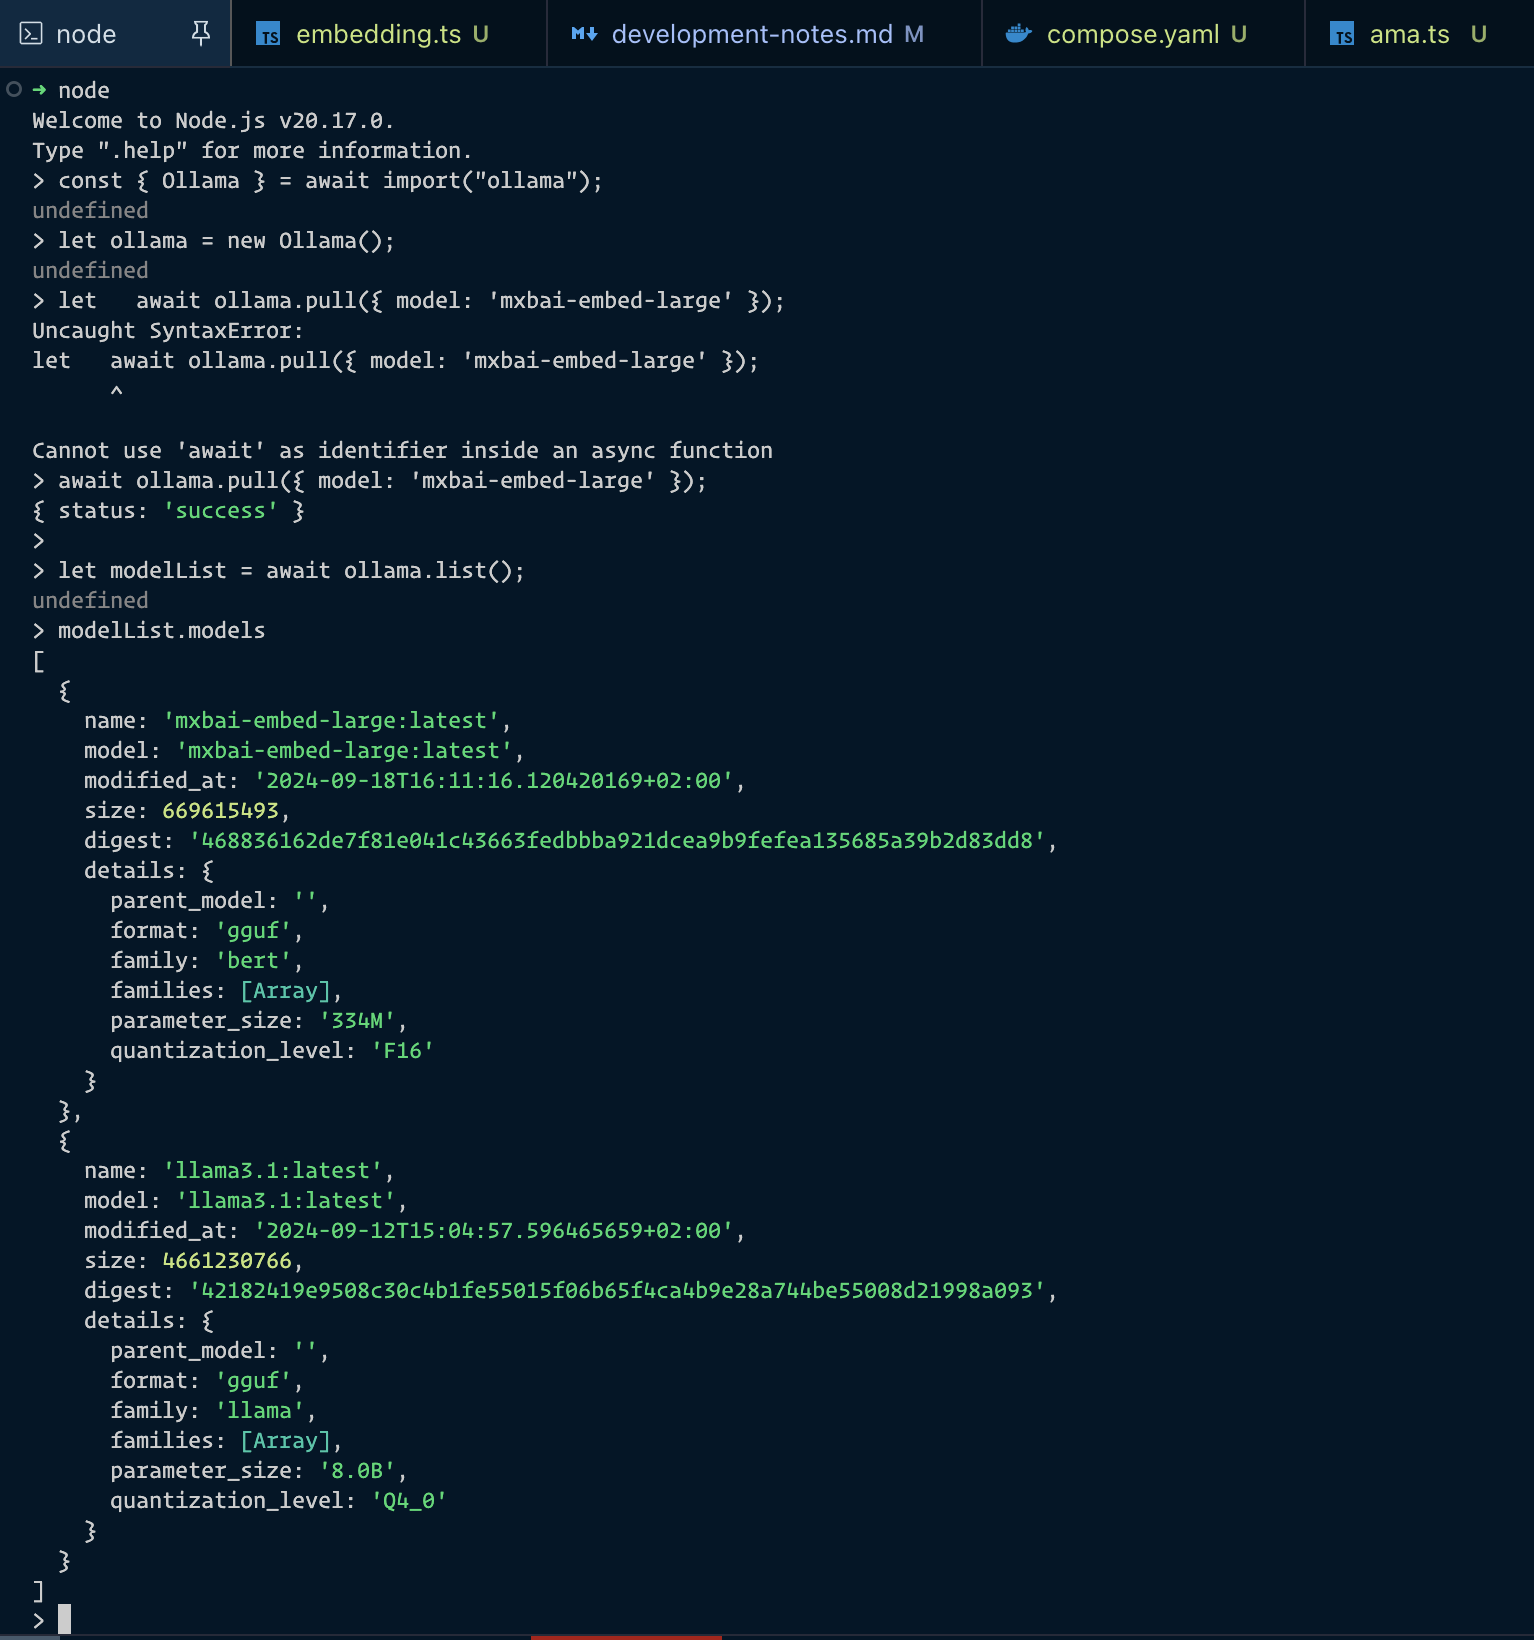 node
TS embedding.ts U
M↓ development-notes.md M
compose.yaml U
TS ama.ts U
➜ node
Welcome to Node.js v20.17.0.
Type ".help" for more information.
> const { Ollama } = await import("ollama");
undefined
> let ollama = new Ollama();
undefined
> let   await ollama.pull({ model: 'mxbai-embed-large' });
Uncaught SyntaxError:
let   await ollama.pull({ model: 'mxbai-embed-large' });
      ^
Cannot use 'await' as identifier inside an async function
> await ollama.pull({ model: 'mxbai-embed-large' });
{ status: 'success' }
>
> let modelList = await ollama.list();
undefined
> modelList.models
[
  {
    name: 'mxbai-embed-large:latest',
    model: 'mxbai-embed-large:latest',
    modified_at: '2024-09-18T16:11:16.120420169+02:00',
    size: 669615493,
    digest: '468836162de7f81e041c43663fedbbba921dcea9b9fefea135685a39b2d83dd8',
    details: {
      parent_model: '',
      format: 'gguf',
      family: 'bert',
      families: [Array],
      parameter_size: '334M',
      quantization_level: 'F16'
    }
  },
  {
    name: 'llama3.1:latest',
    model: 'llama3.1:latest',
    modified_at: '2024-09-12T15:04:57.596465659+02:00',
    size: 4661230766,
    digest: '42182419e9508c30c4b1fe55015f06b65f4ca4b9e28a744be55008d21998a093',
    details: {
      parent_model: '',
      format: 'gguf',
      family: 'llama',
      families: [Array],
      parameter_size: '8.0B',
      quantization_level: 'Q4_0'
    }
  }
]
>